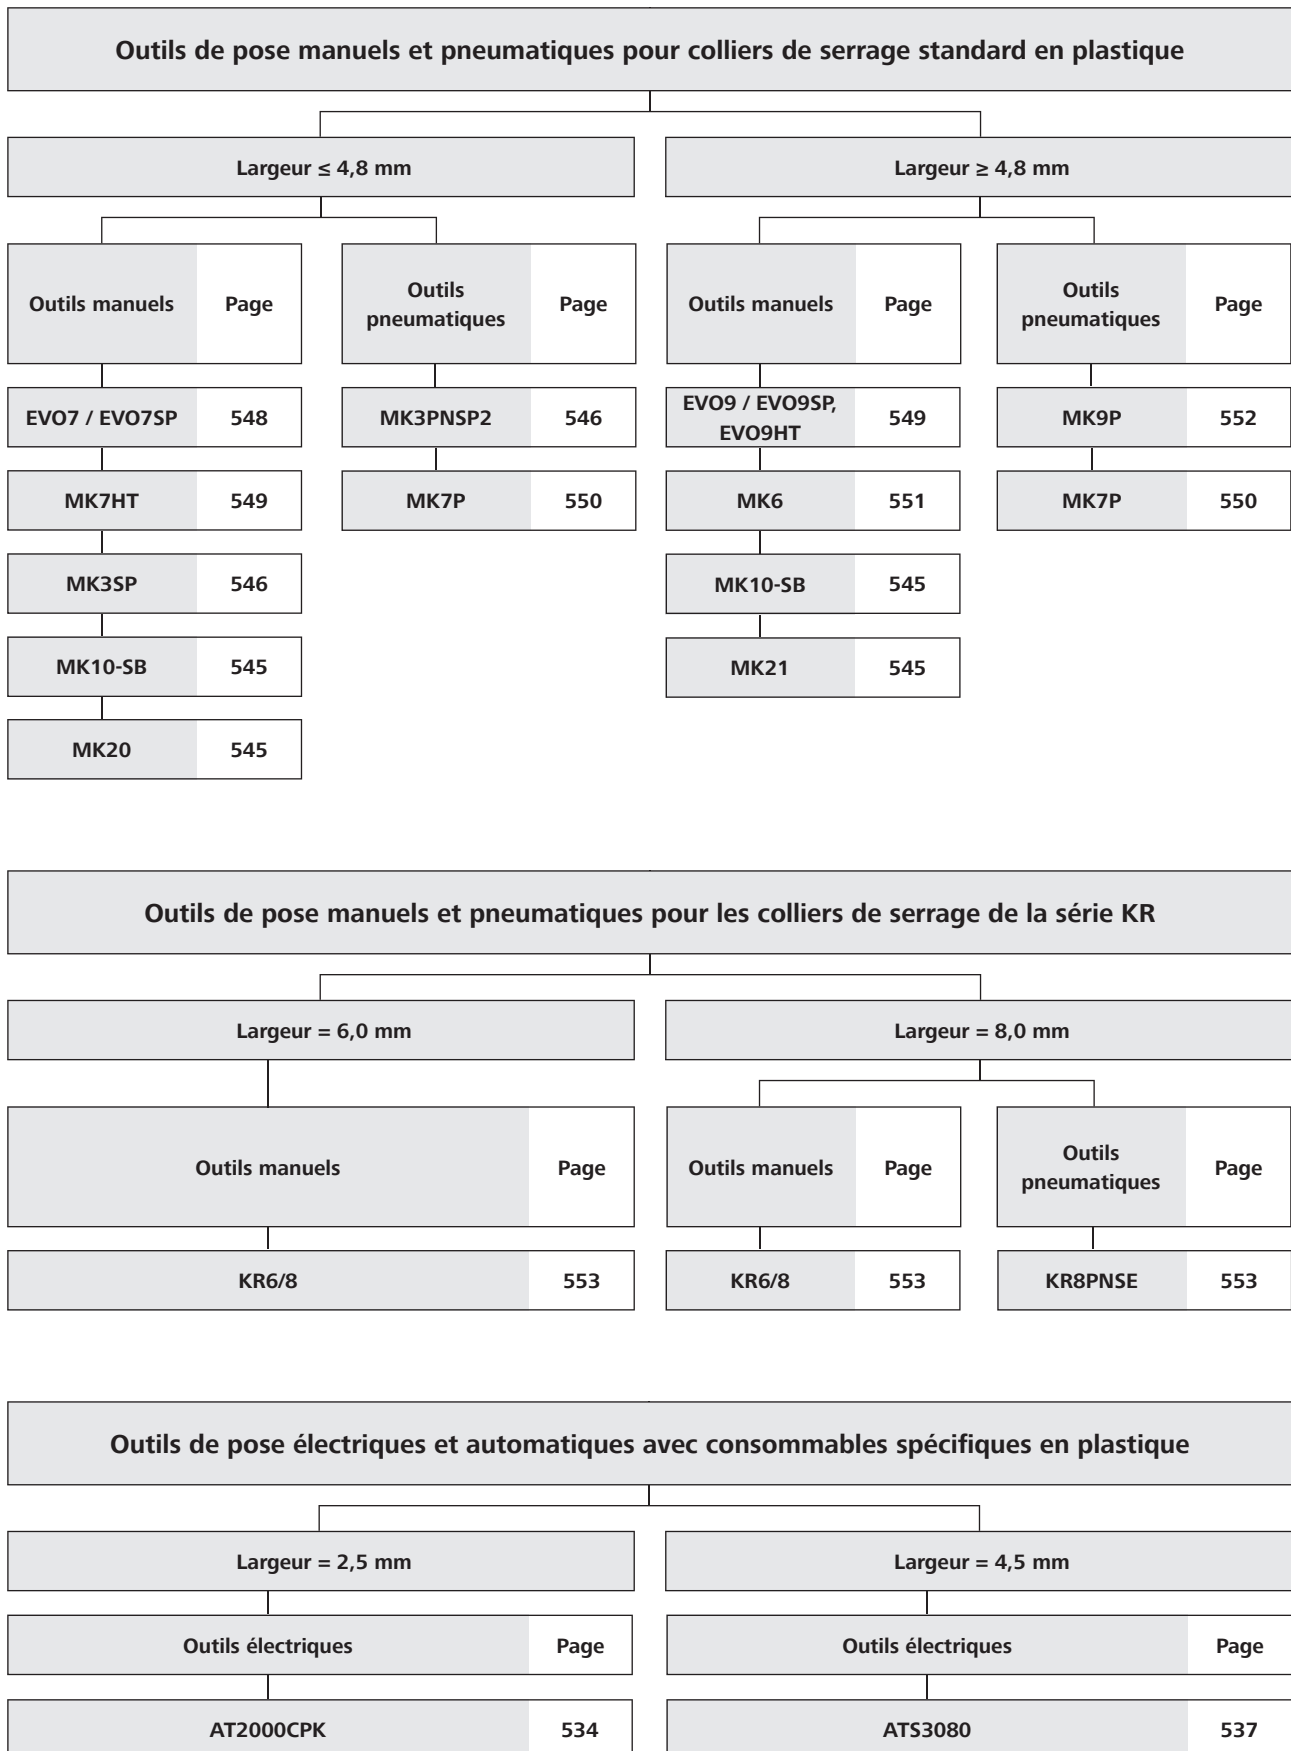 Outils de pose manuels et pneumatiques pour colliers de serrage standard en plastique
Largeur ≤ 4,8 mm
Largeur ≥ 4,8 mm
Outils manuels
Page
Outils
pneumatiques
Page
Outils manuels
Page
Outils
pneumatiques
Page
EVO7 / EVO7SP
548
MK3PNSP2
546
EVO9 / EVO9SP,
EVO9HT
549
MK9P
552
MK7HT
549
MK7P
550
MK6
551
MK7P
550
MK3SP
546
MK10-SB
545
MK10-SB
545
MK21
545
MK20
545
Outils de pose manuels et pneumatiques pour les colliers de serrage de la série KR
Largeur = 6,0 mm
Largeur = 8,0 mm
Outils manuels
Page
Outils manuels
Page
Outils
pneumatiques
Page
KR6/8
553
KR6/8
553
KR8PNSE
553
Outils de pose électriques et automatiques avec consommables spécifiques en plastique
Largeur = 2,5 mm
Largeur = 4,5 mm
Outils électriques
Page
Outils électriques
Page
AT2000CPK
534
ATS3080
537